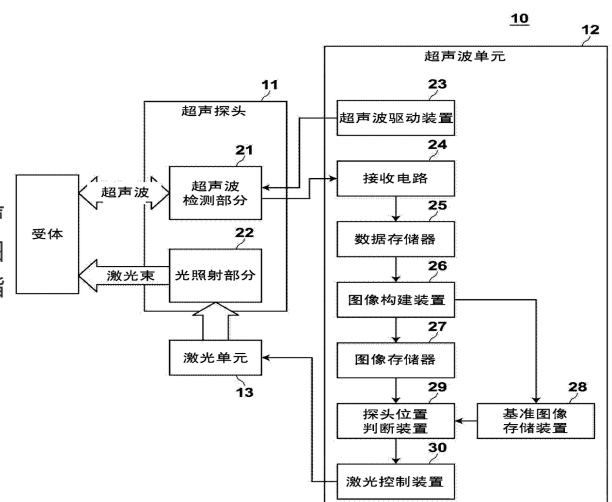 10
12
超声波单元
11
超声探头
23
超声波驱动装置
21
超声波
检测部分
24
接收电路
超声波
25
数据存储器
受体
22
光照射部分
激光束
26
图像构建装置
27
图像存储器
激光单元
13
29
探头位置
判断装置
28
基准图像
存储装置
30
激光控制装置